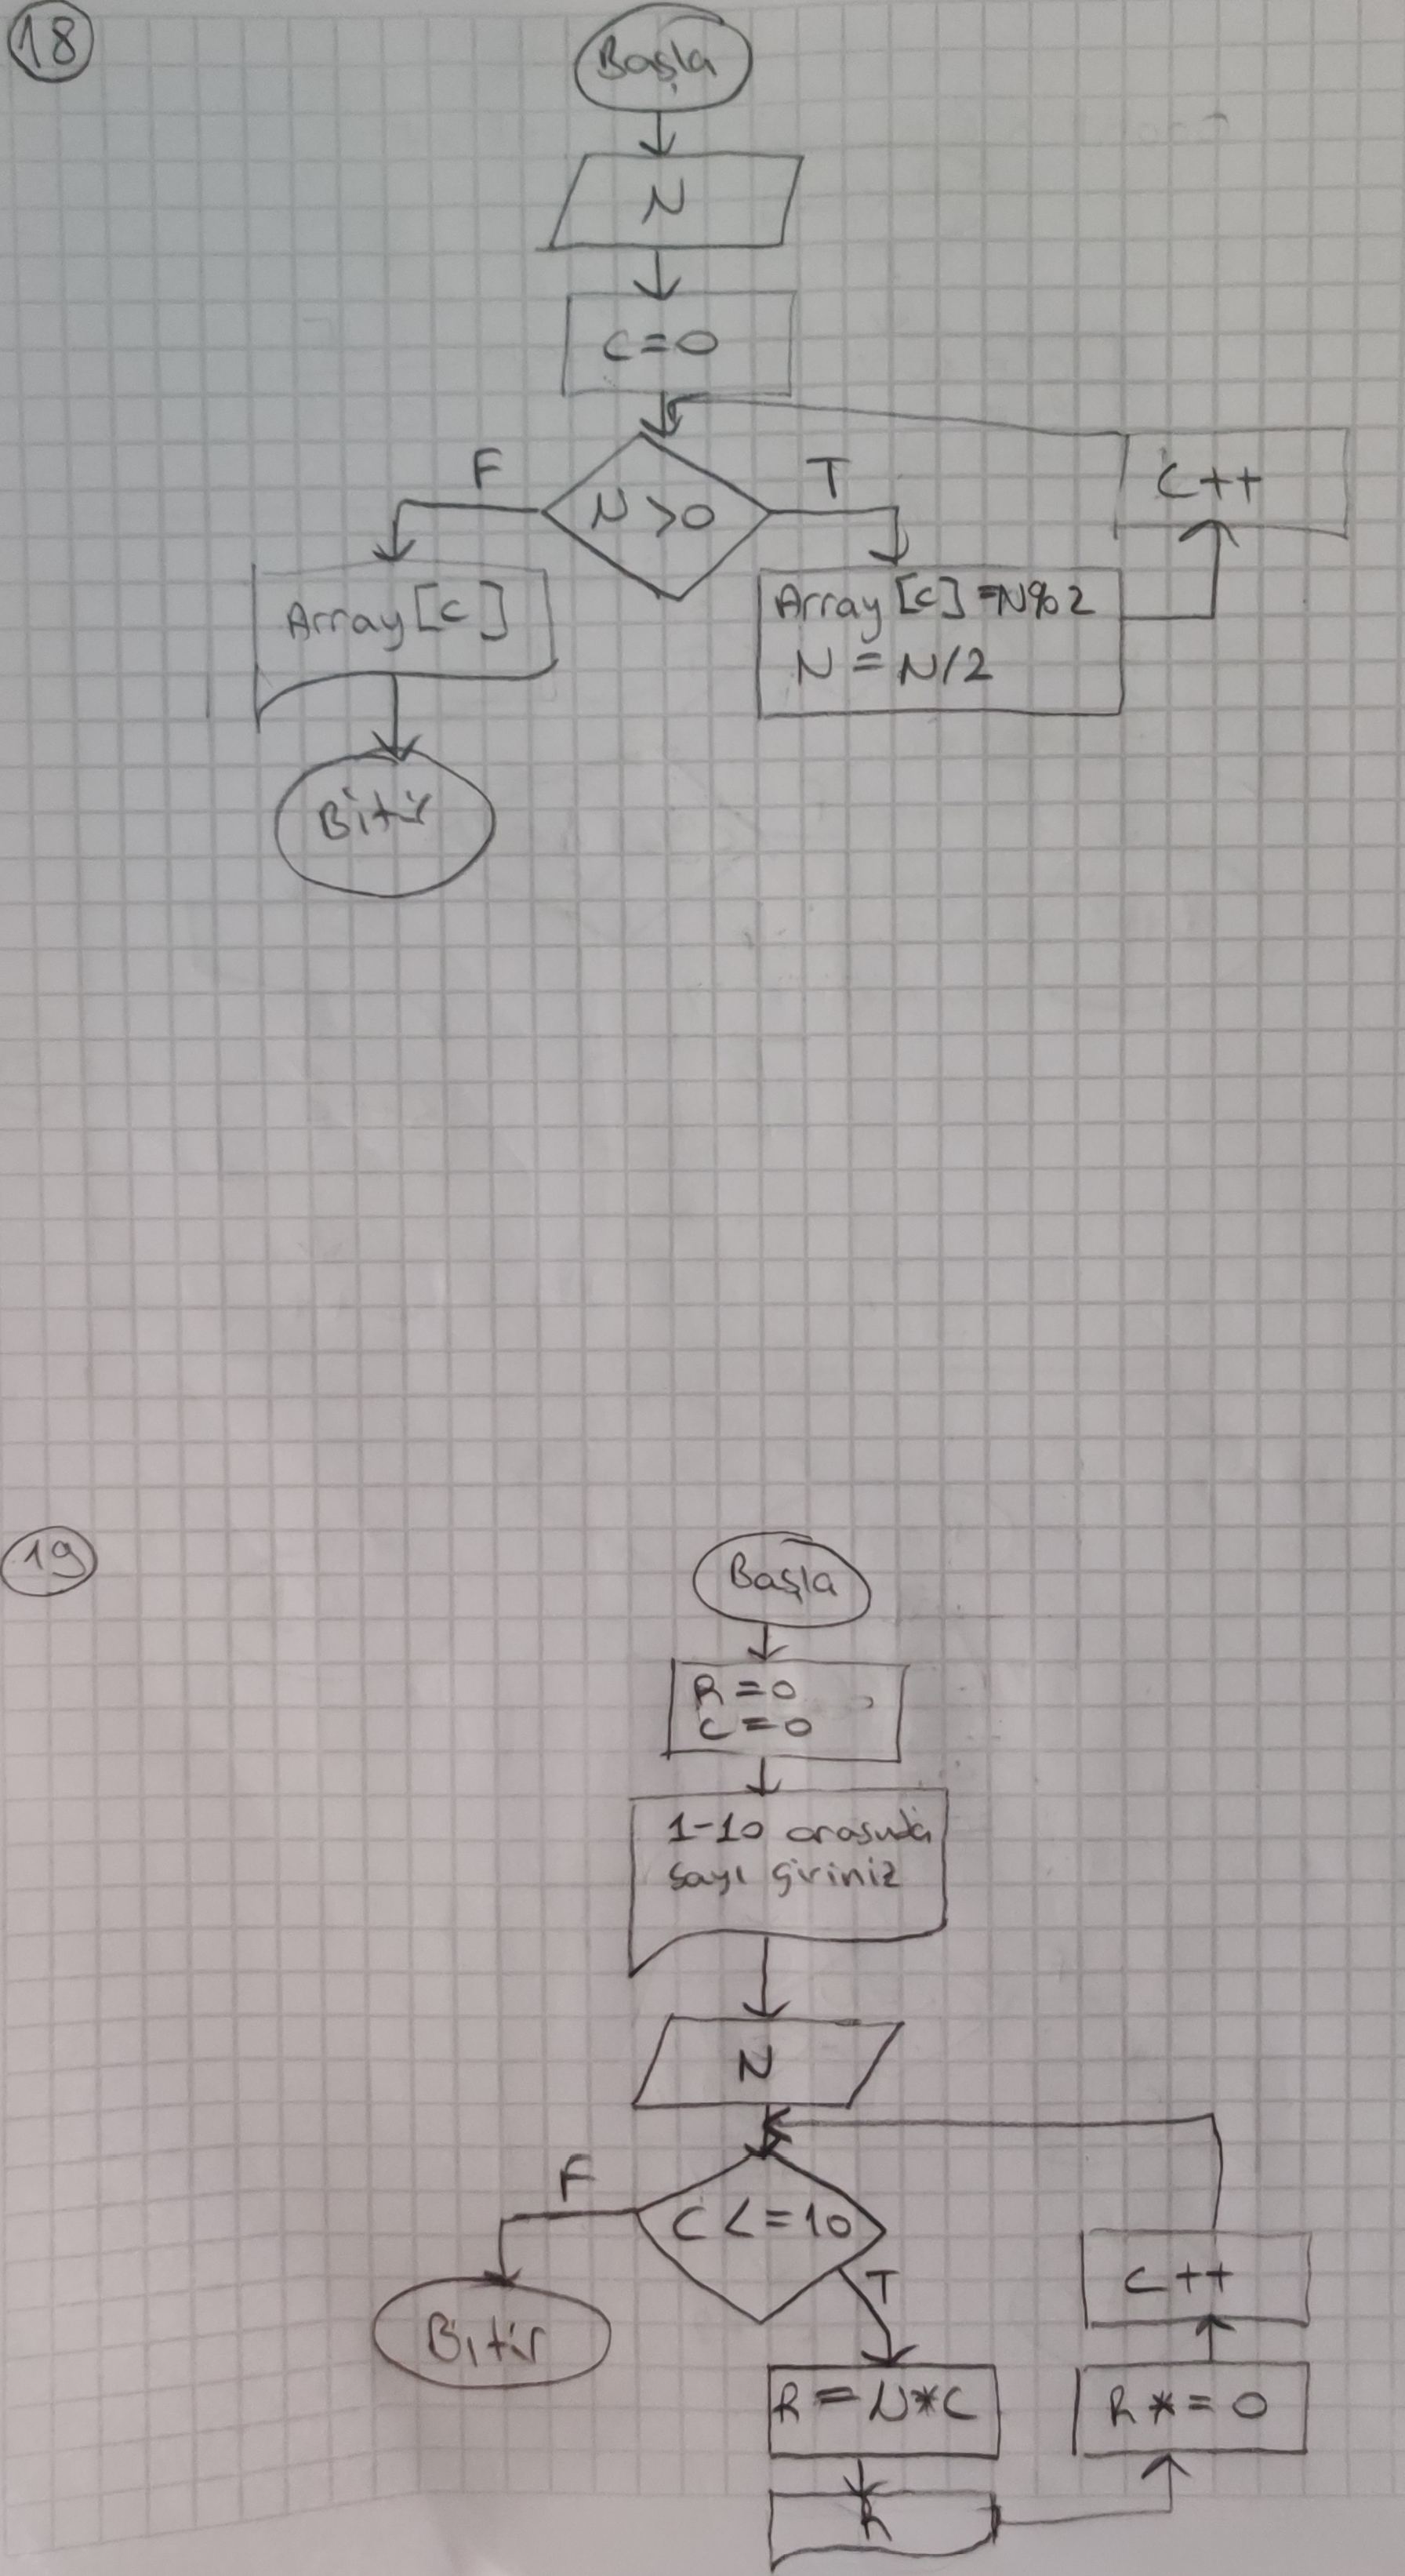 18
Başla
N
C=0
N>0
F
T
C++
Array[c]
Array[c]=N%2
N=N/2
Bitir
19
Başla
R=0
C=0
1-10 arasında
sayı giriniz
N
C<=10
F
T
Bitir
C++
R=N*C
R*=0
R